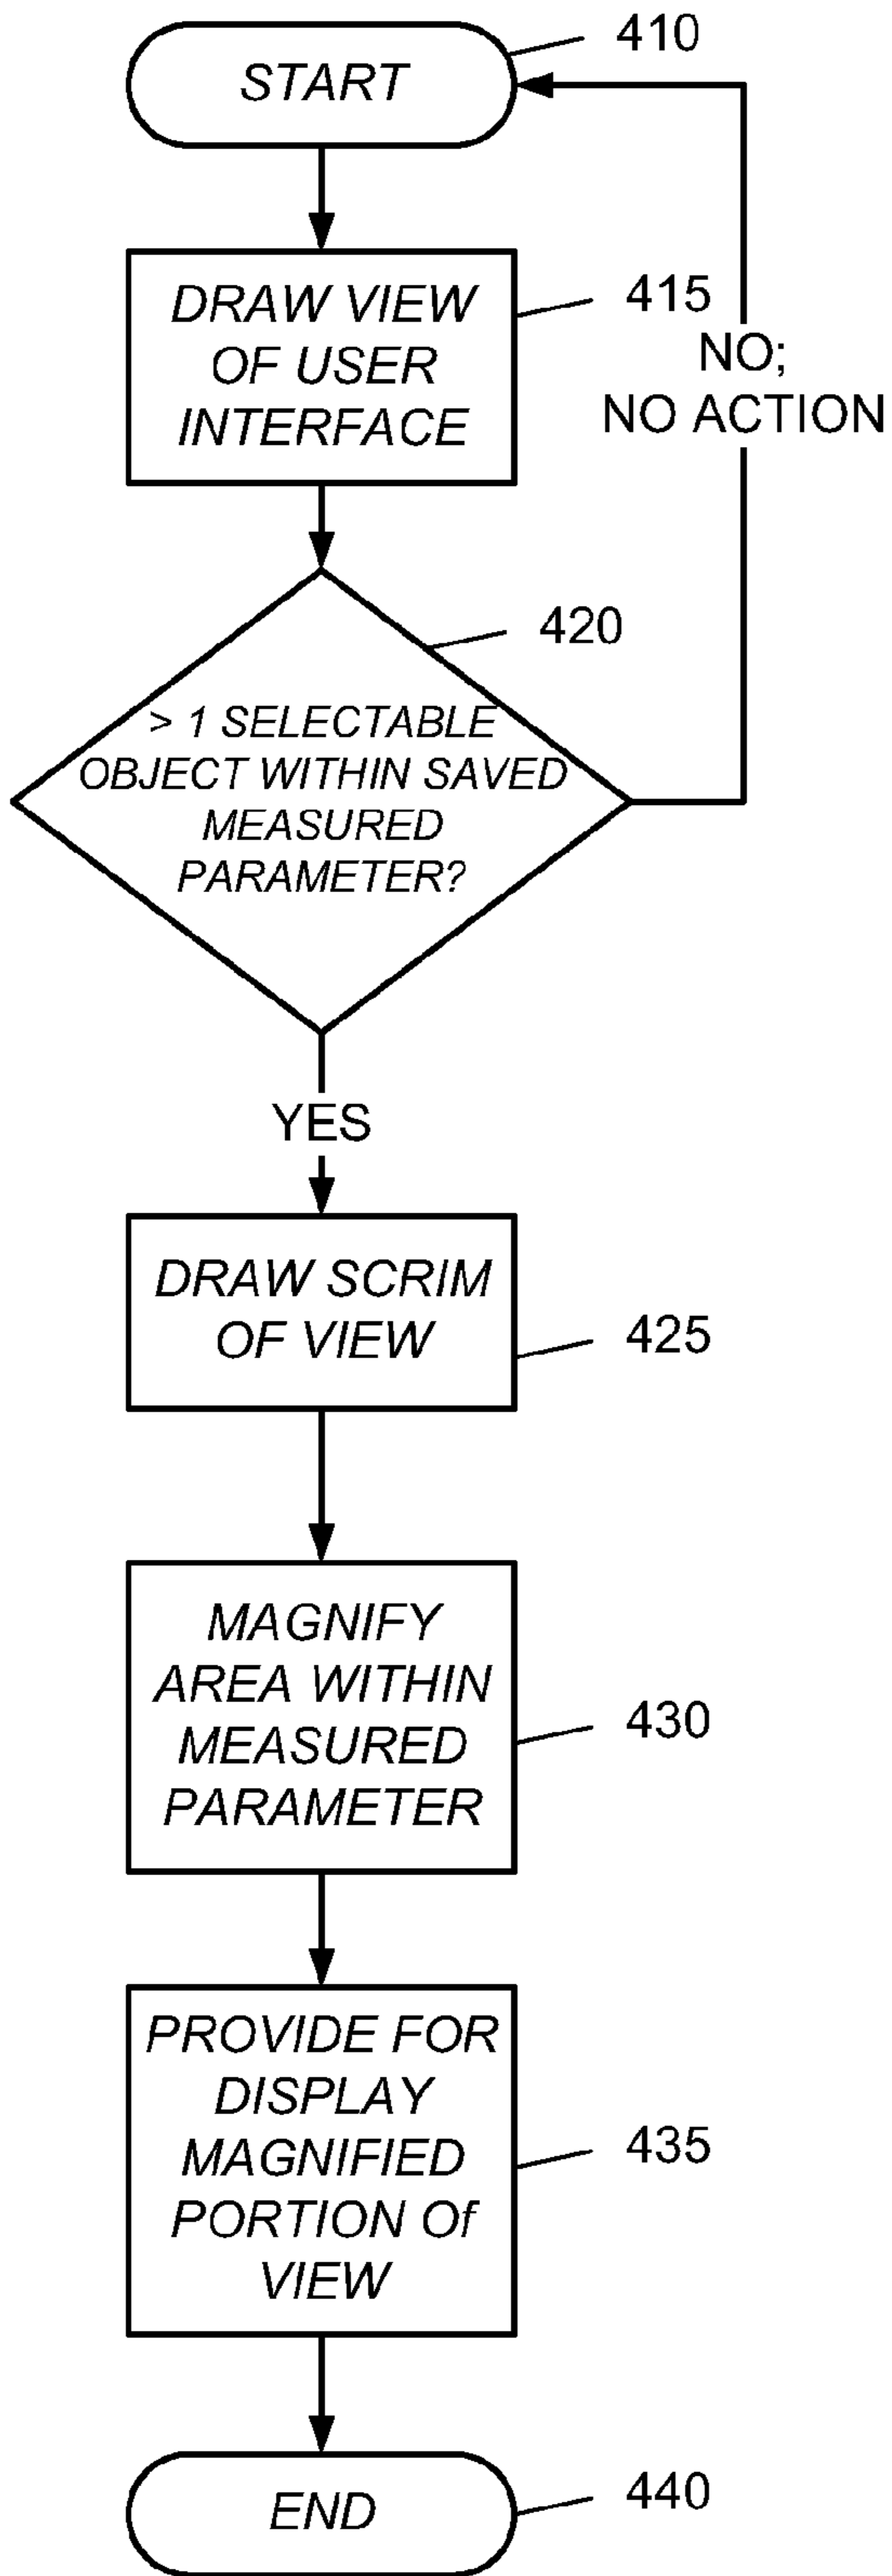 START
410
DRAW VIEW
OF USER
INTERFACE
415
NO;
NO ACTION
420
> 1 SELECTABLE
OBJECT WITHIN SAVED
MEASURED
PARAMETER?
YES
DRAW SCRIM
OF VIEW
425
MAGNIFY
AREA WITHIN
MEASURED
PARAMETER
430
PROVIDE FOR
DISPLAY
MAGNIFIED
PORTION Of
VIEW
435
END
440